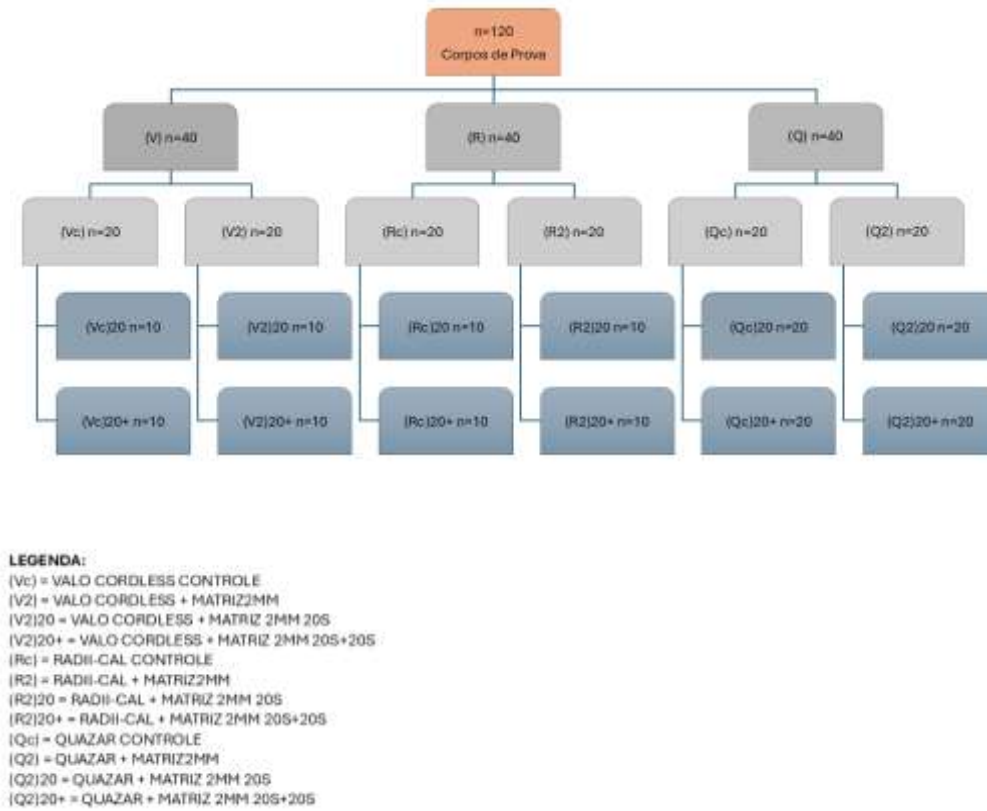 n=120
Corpos de Prova
(V) n=40
(R) n=40
(Q) n=40
(Vc) n=20
(V2) n=20
(Rc) n=20
(R2) n=20
(Qc) n=20
(Q2) n=20
(Vc)20 n=10
(V2)20 n=10
(Rc)20 n=10
(R2)20 n=10
(Qc)20 n=20
(Q2)20 n=20
(Vc)20+ n=10
(V2)20+ n=10
(Rc)20+ n=10
(R2)20+ n=10
(Qc)20+ n=20
(Q2)20+ n=20
LEGENDA:
(Vc) = VALO CORDLESS CONTROLE
(V2) = VALO CORDLESS + MATRIZ2MM
(V2)20 = VALO CORDLESS + MATRIZ 2MM 20S
(V2)20+ = VALO CORDLESS + MATRIZ 2MM 20S+20S
(Rc) = RADII-CAL CONTROLE
(R2) = RADII-CAL + MATRIZ2MM
(R2)20 = RADII-CAL + MATRIZ 2MM 20S
(R2)20+ = RADII-CAL + MATRIZ 2MM 20S+20S
(Qc) = QUAZAR CONTROLE
(Q2) = QUAZAR + MATRIZ2MM
(Q2)20 = QUAZAR + MATRIZ 2MM 20S
(Q2)20+ = QUAZAR + MATRIZ 2MM 20S+20S